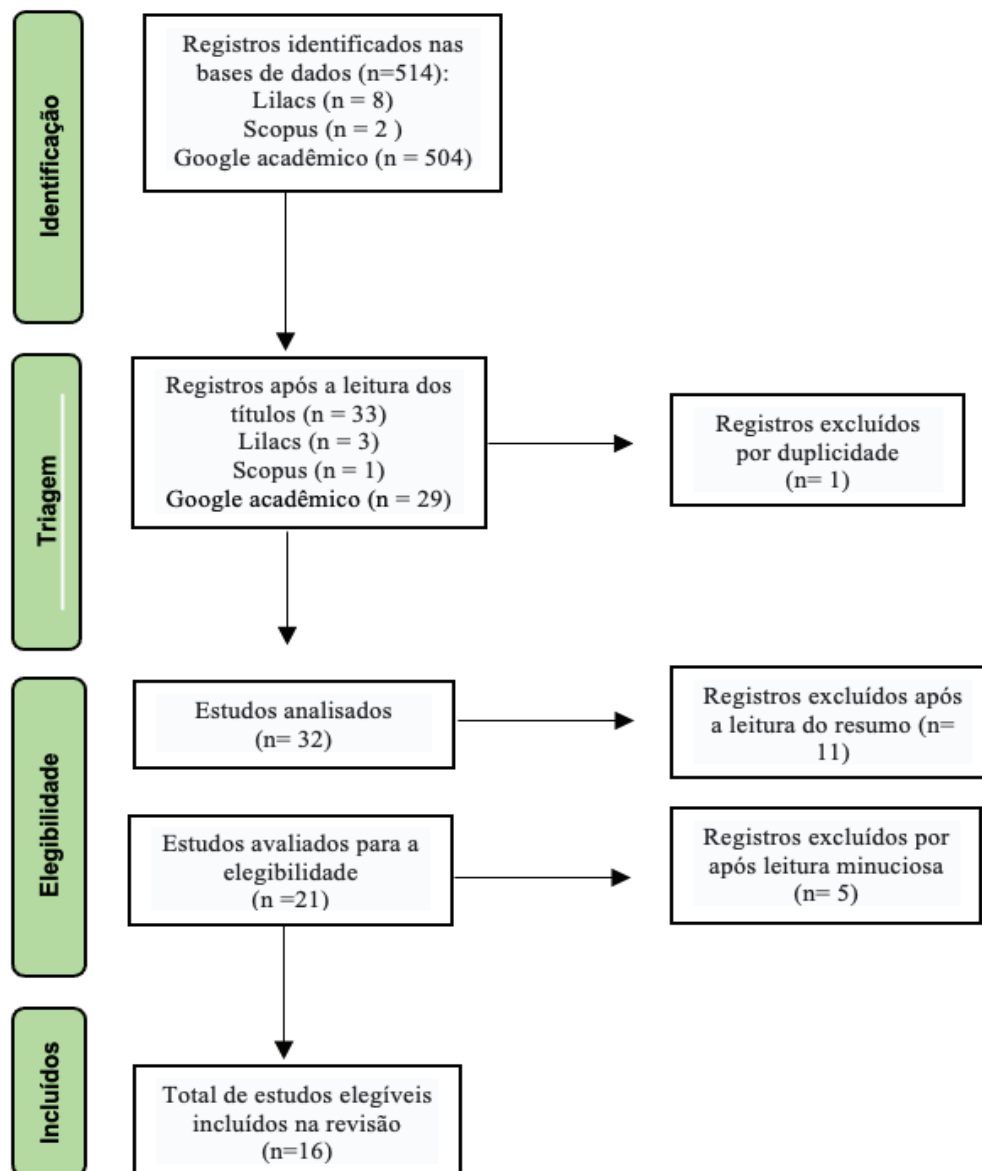 Identificação
Registros identificados nas
bases de dados (n=514):
Lilacs (n = 8)
Scopus (n = 2 )
Google acadêmico (n = 504)
Triagem
Registros após a leitura dos
títulos (n = 33)
Lilacs (n = 3)
Scopus (n = 1)
Google acadêmico (n = 29)
Registros excluídos
por duplicidade
(n= 1)
Elegibilidade
Estudos analisados
(n= 32)
Registros excluídos após
a leitura do resumo (n=
11)
Estudos avaliados para a
elegibilidade
(n =21)
Registros excluídos por
após leitura minuciosa
(n= 5)
Incluídos
Total de estudos elegíveis
incluídos na revisão
(n=16)